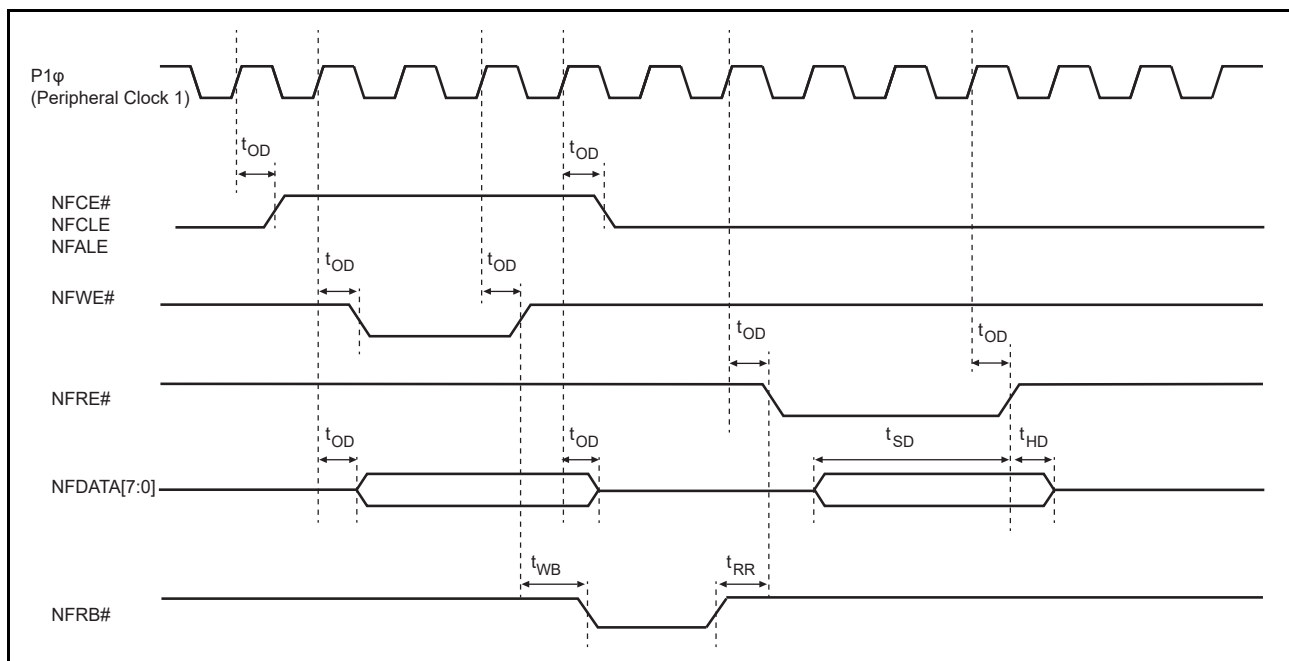 P1φ
(Peripheral Clock 1)
tOD
tOD
NFCE#
NFCLE
NFALE
tOD
tOD
NFWE#
tOD
tOD
NFRE#
tOD
tOD
tSD
tHD
NFDATA[7:0]
tWB
tRR
NFRB#